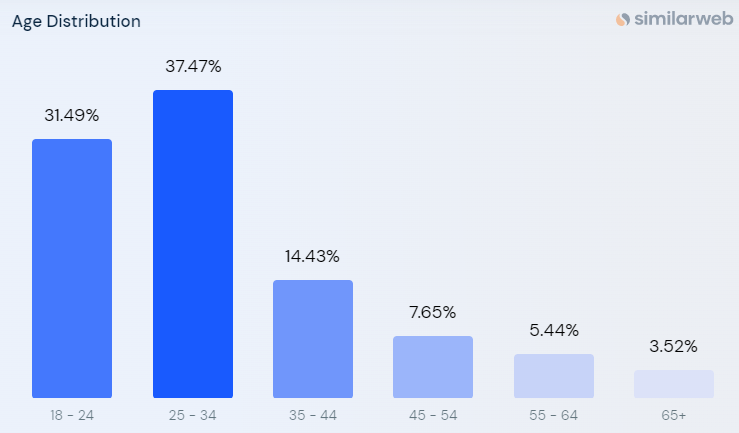 Age Distribution
similarweb
37.47%
31.49%
14.43%
7.65%
5.44%
3.52%
18 - 24
25 - 34
35 - 44
45 - 54
55 - 64
65+